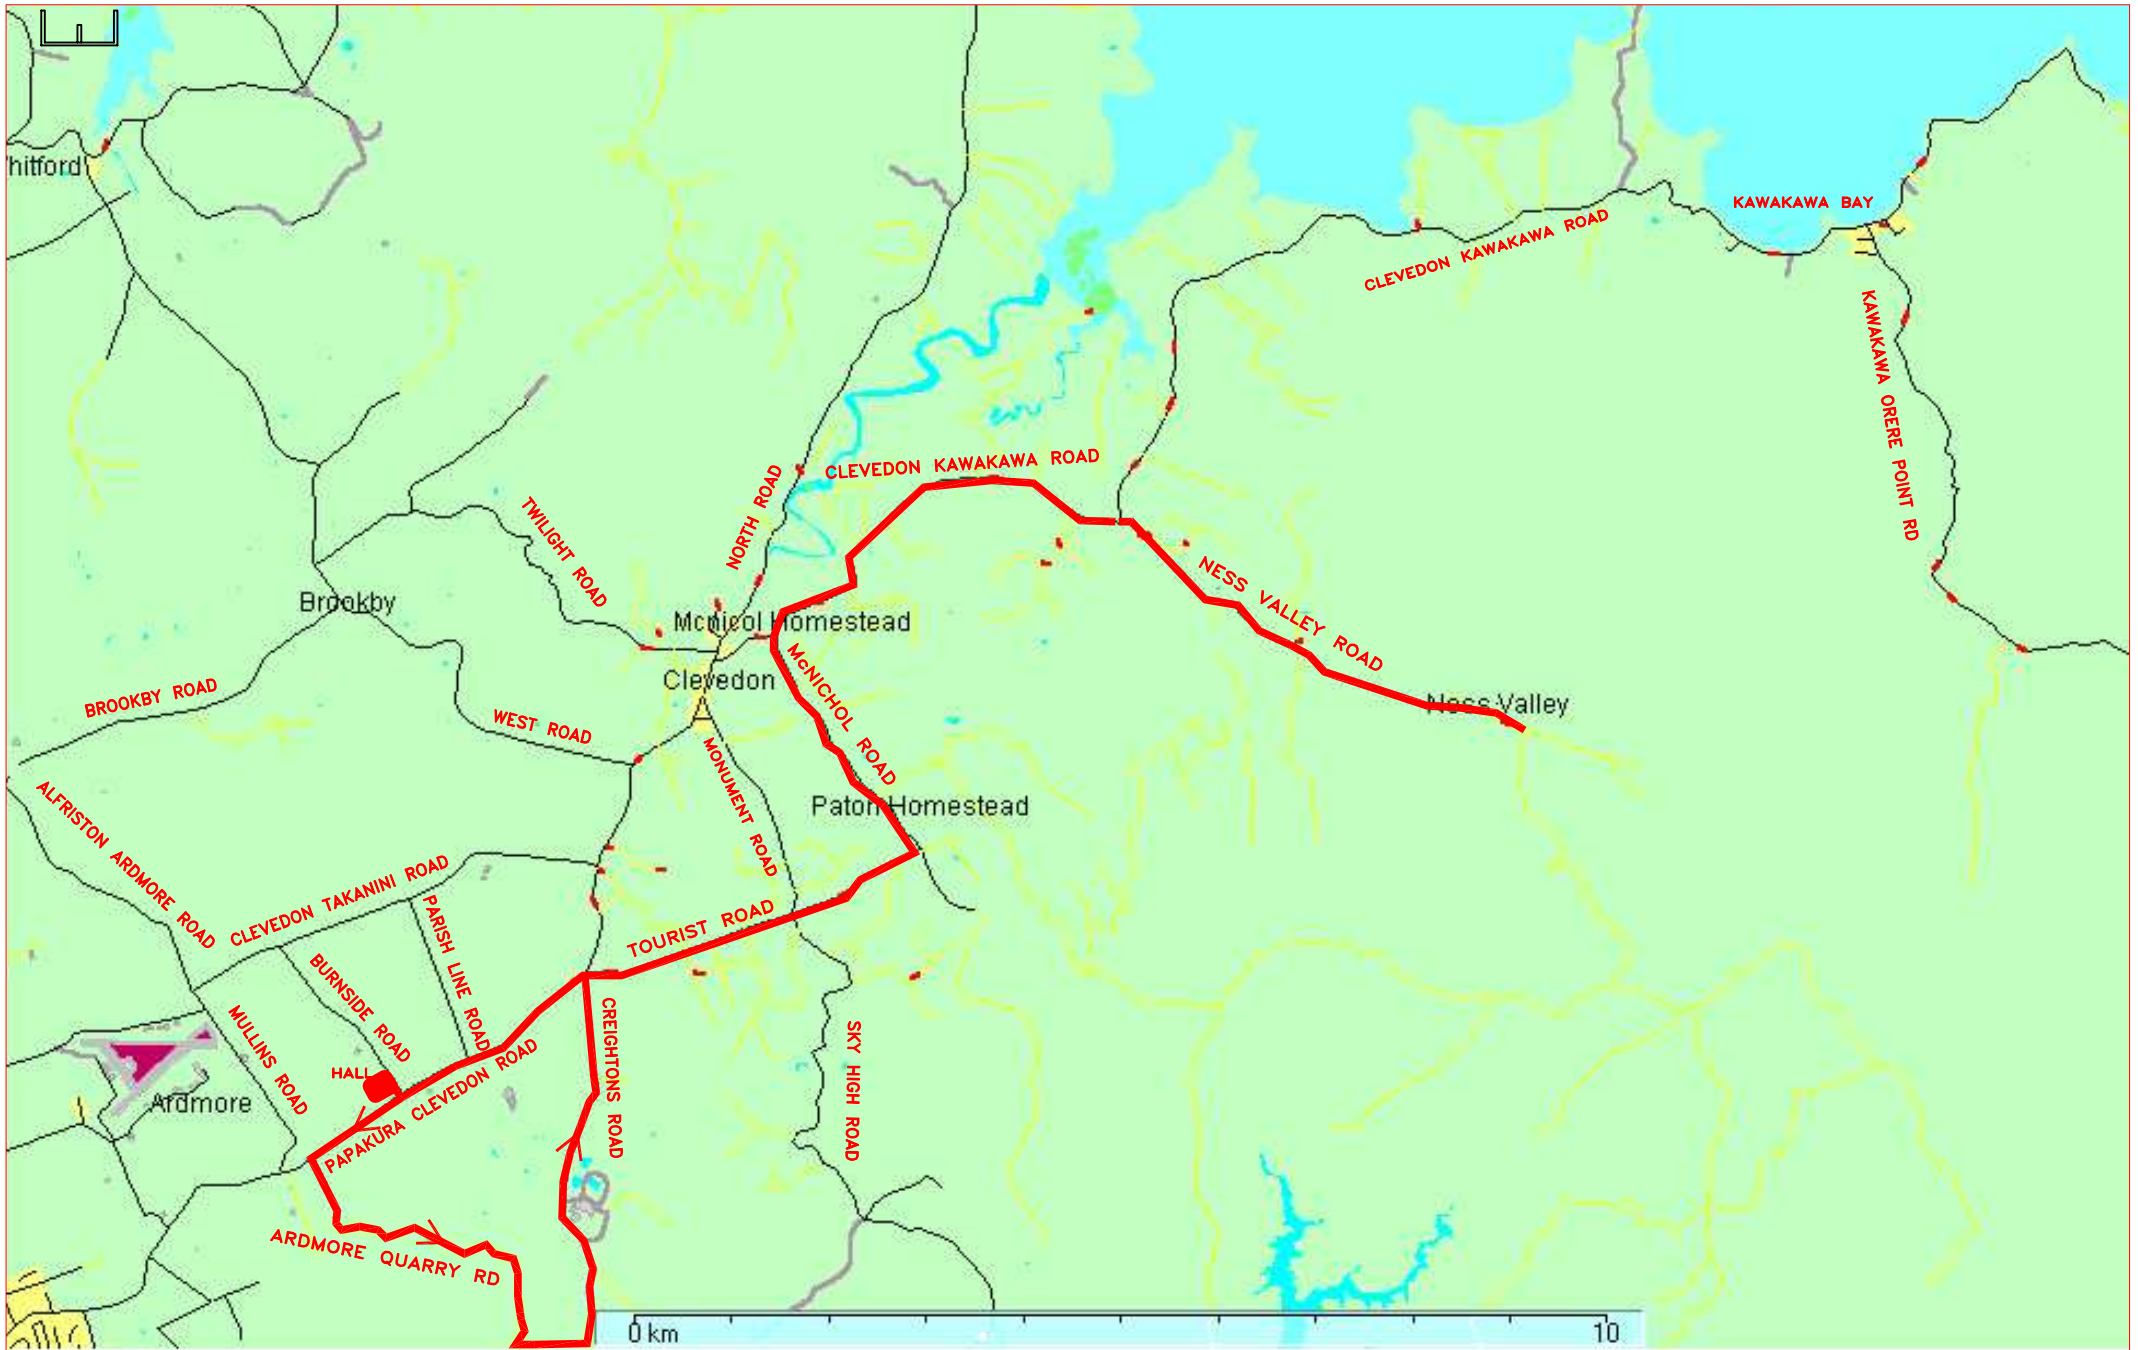 hitford
KAWAKAWA BAY
CLEVEDON KAWAKAWA ROAD
KAWAKAWA ORERE POINT RD
CLEVEDON KAWAKAWA ROAD
NORTH ROAD
TWILIGHT ROAD
NESS VALLEY ROAD
Brookby
Mcnicol Homestead
Clevedon
McNICHOL ROAD
BROOKBY ROAD
WEST ROAD
Ness Valley
MONUMENT ROAD
Paton Homestead
ALFRISTON ARDMORE ROAD
CLEVEDON TAKANINI ROAD
PARISH LINE ROAD
TOURIST ROAD
BURNSIDE ROAD
MULLINS ROAD
CREIGHTONS ROAD
SKY HIGH ROAD
HALL
Ardmore
PAPAKURA CLEVEDON ROAD
ARDMORE QUARRY RD
0 km
10